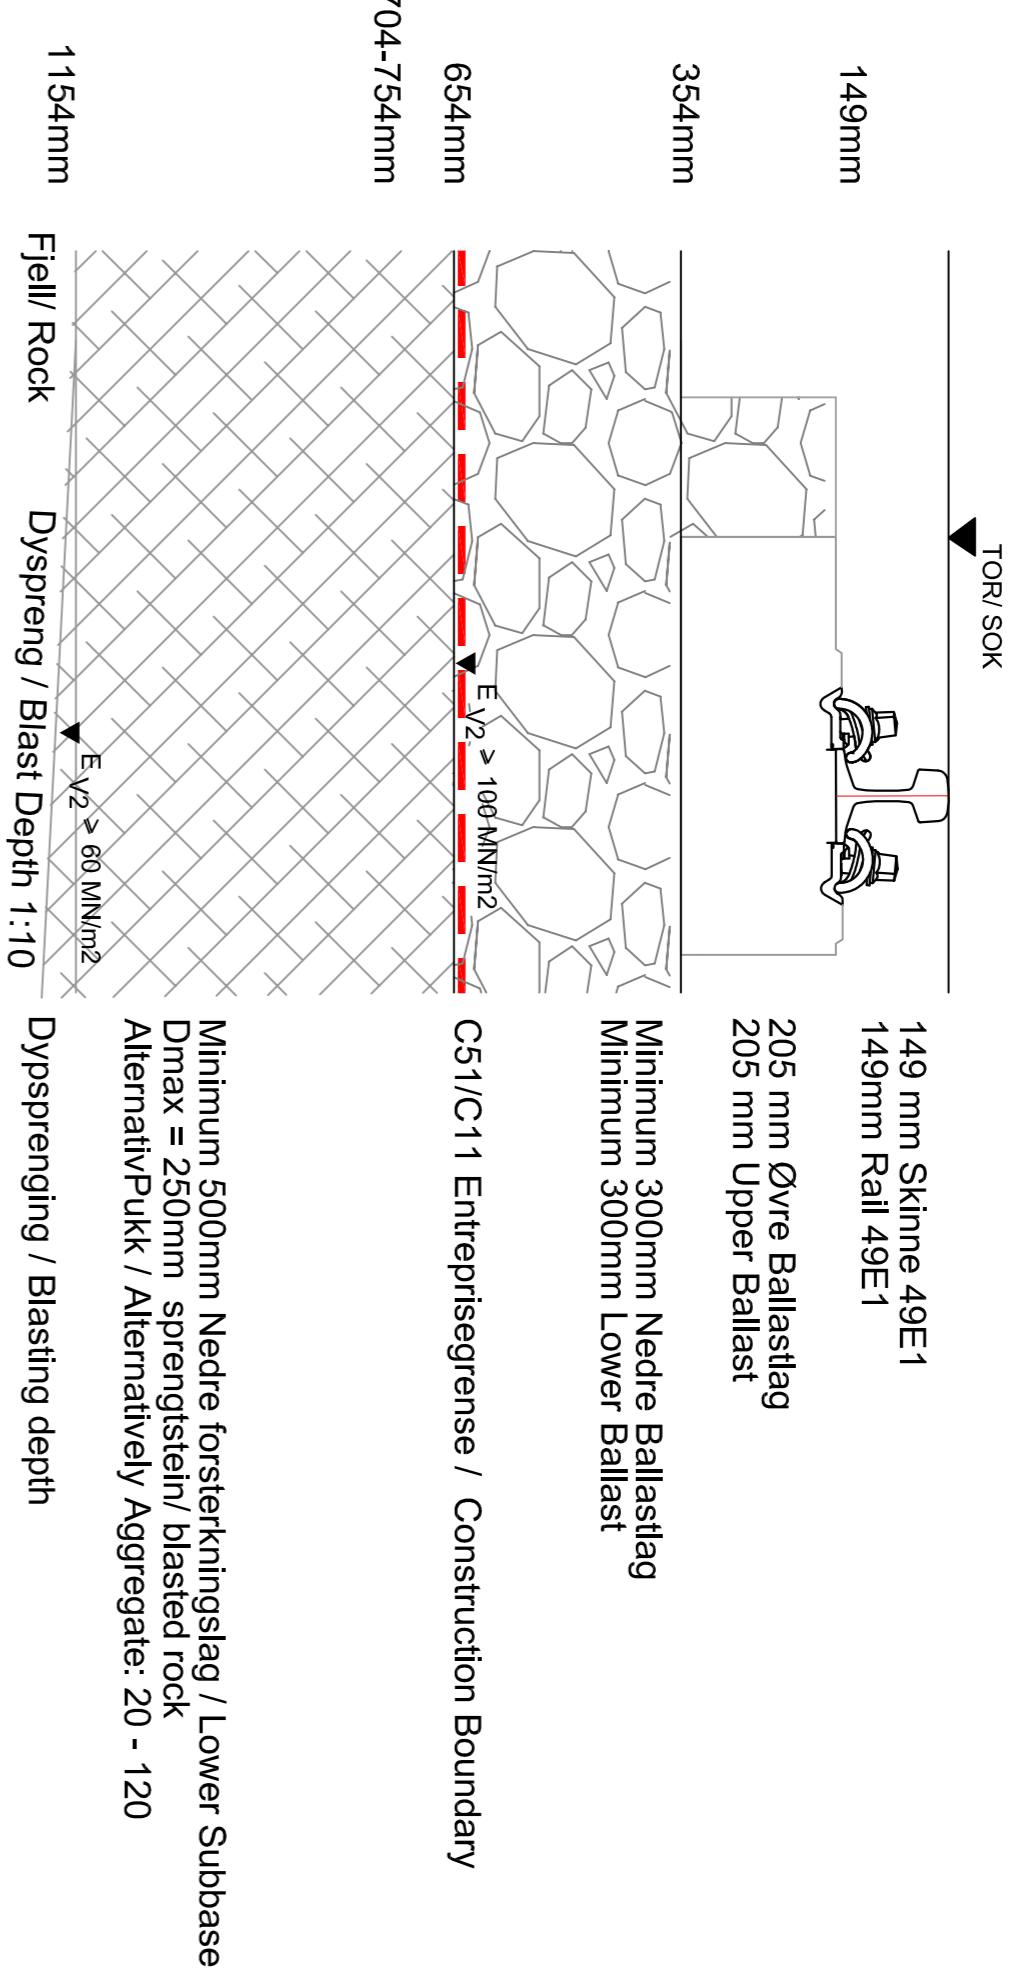 TOR/ SOK
149mm
354mm
654mm
704-754mm
1154mm
149 mm Skinne 49E1
149mm Rail 49E1
205 mm Øvre Ballastlag
205 mm Upper Ballast
Minimum 300mm Nedre Ballastlag
Minimum 300mm Lower Ballast
E V2 > 100 MN/m2
C51/C11 Entreprisegrense / Construction Boundary
Minimum 500mm Nedre forsterkningslag / Lower Subbase
Dmax = 250mm sprengtstein/ blasted rock
AlternativPukk / Alternatively Aggregate: 20 - 120
E V2 > 60 MN/m2
Fjell/ Rock
Dyspreng / Blast Depth 1:10
Dypsprenging / Blasting depth